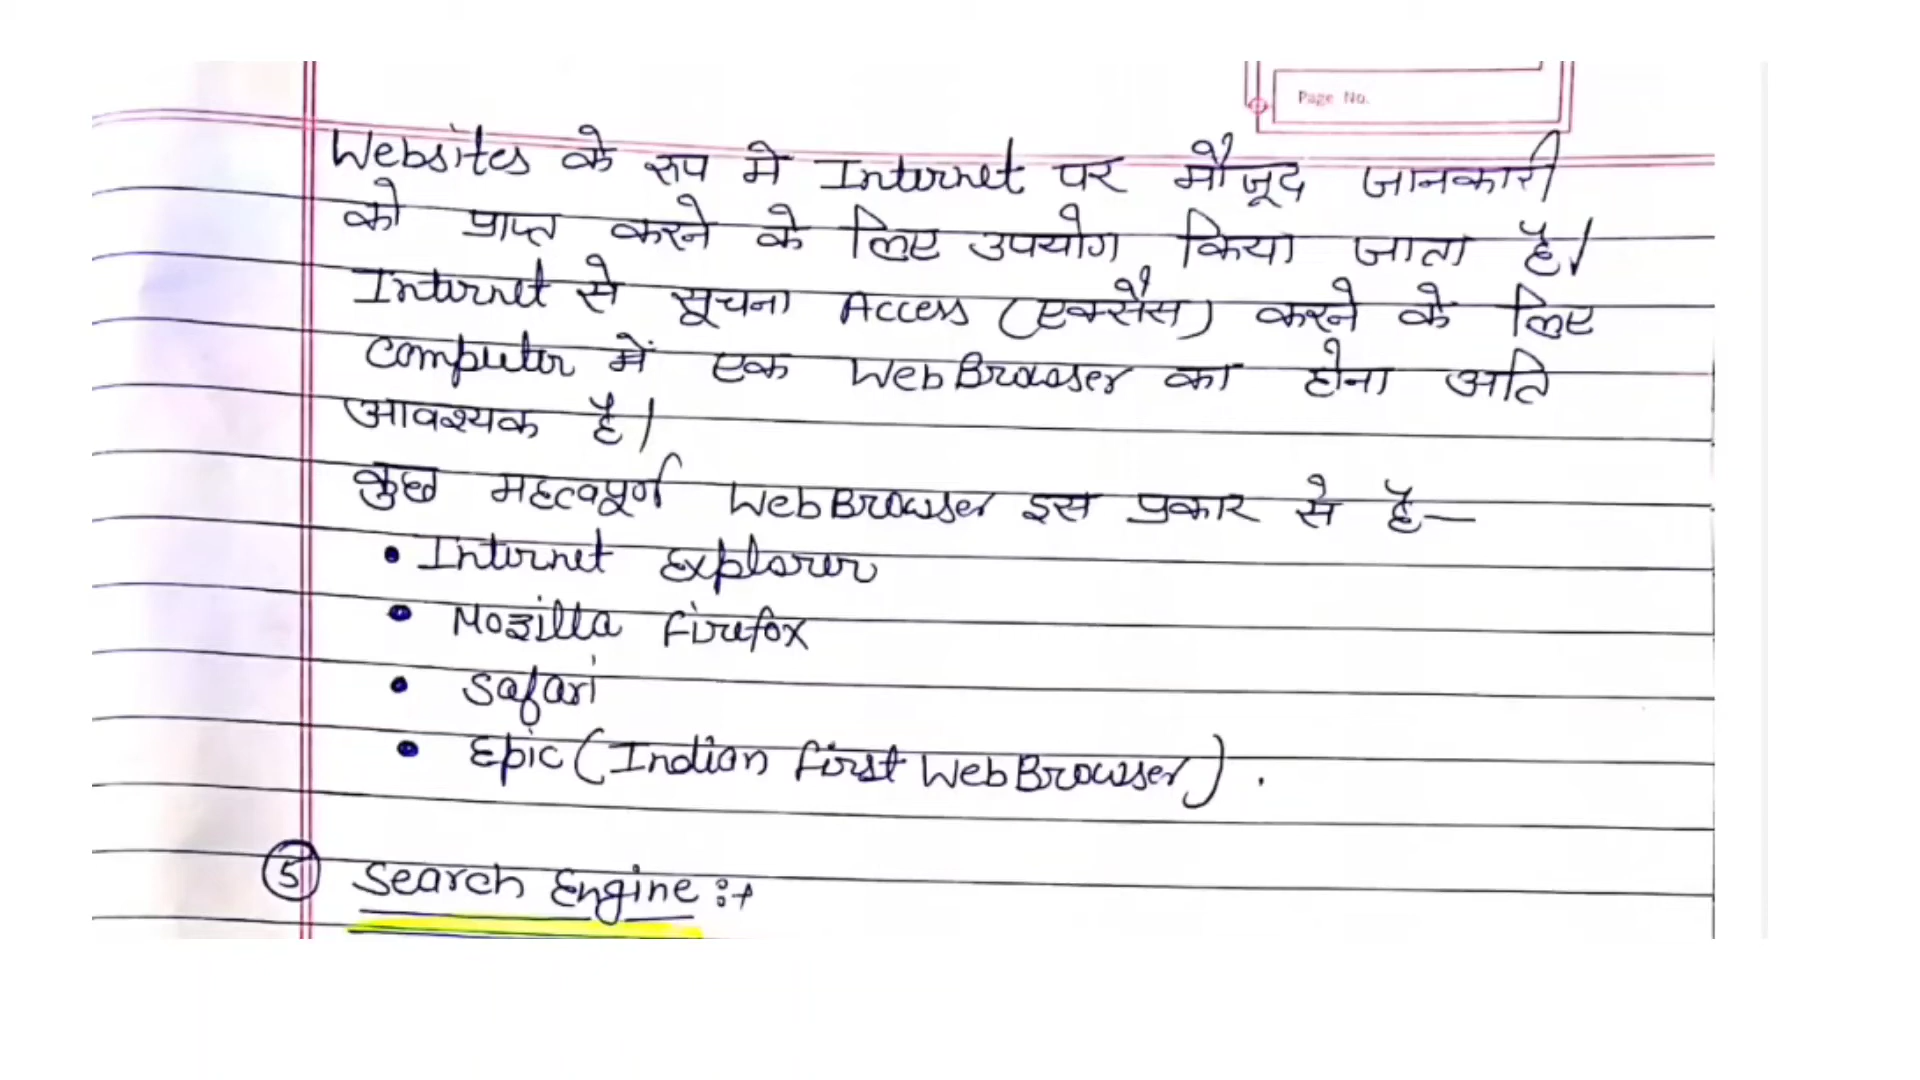 Page No.
Websites के रुप मे Internet पर मौजूद जानकारी
को प्राप्त करने के लिए उपयोग किया जाता है।
Internet से सूचना Access (एक्सैस) करने के लिए
Computer में एक WebBrowser का होना अति
आवश्यक है।
कुछ महत्वपूर्ण WebBrowser इस प्रकार से है—
• Internet Explorer
• Mozilla Firefox
• Safari
• Epic (Indian First WebBrowser).
5 Search Engine :→